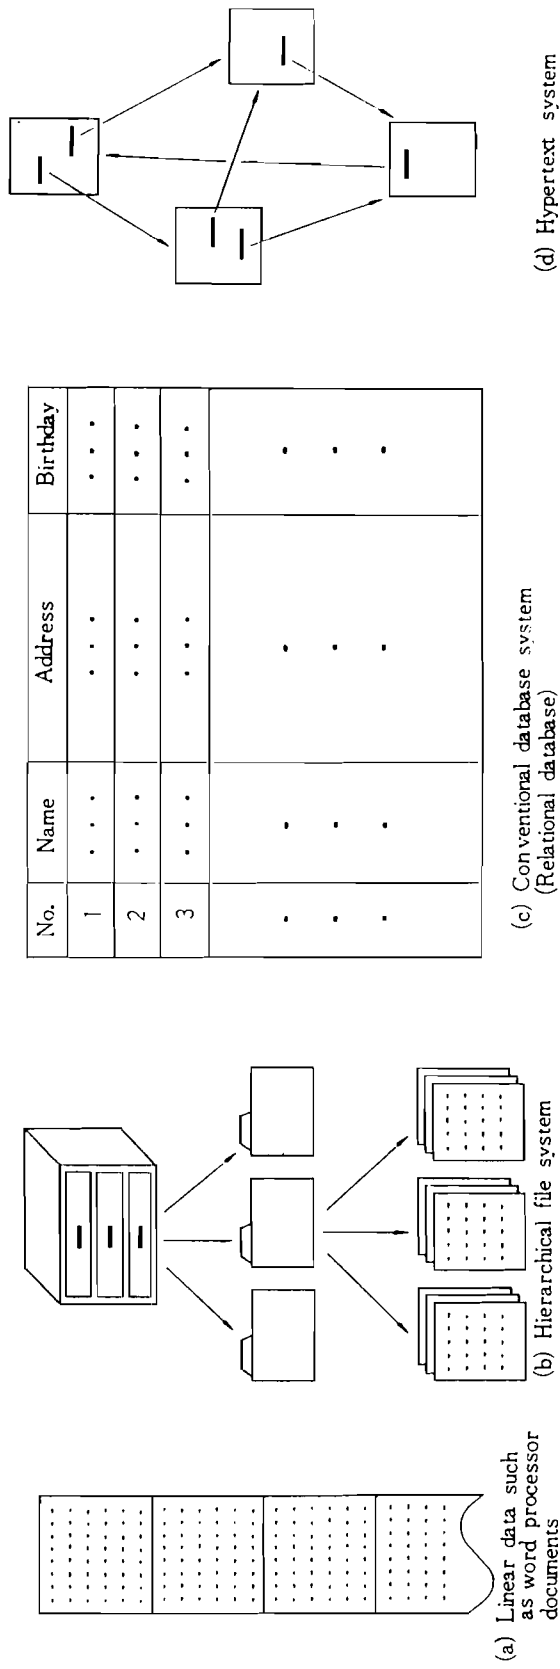 (a) Linear data such
as word processor
documents
(b) Hierarchical file system
No. Name Address Birthday
1
2
3
(c) Conventional database system
(Relational database)
(d) Hypertext system